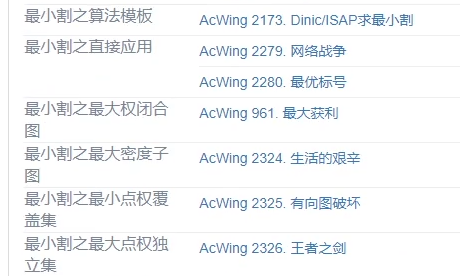 最小割之算法模板 AcWing 2173. Dinic/ISAP求最小割
最小割之直接应用 AcWing 2279. 网络战争
AcWing 2280. 最优标号
最小割之最大权闭合
图
AcWing 961. 最大获利
最小割之最大密度子
图
AcWing 2324. 生活的艰辛
最小割之最小点权覆
盖集
AcWing 2325. 有向图破坏
最小割之最大点权独
立集
AcWing 2326. 王者之剑